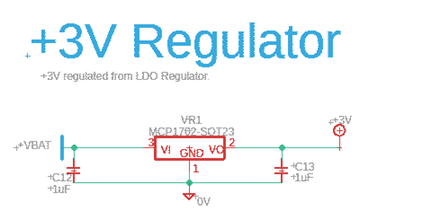 +3V Regulator
+3V regulated from LDO Regulator.
VR1
MCP1702-SOT23
+3V
+VBAT
3
VI
GND
VO
2
C12
1uF
1
C13
1uF
0V